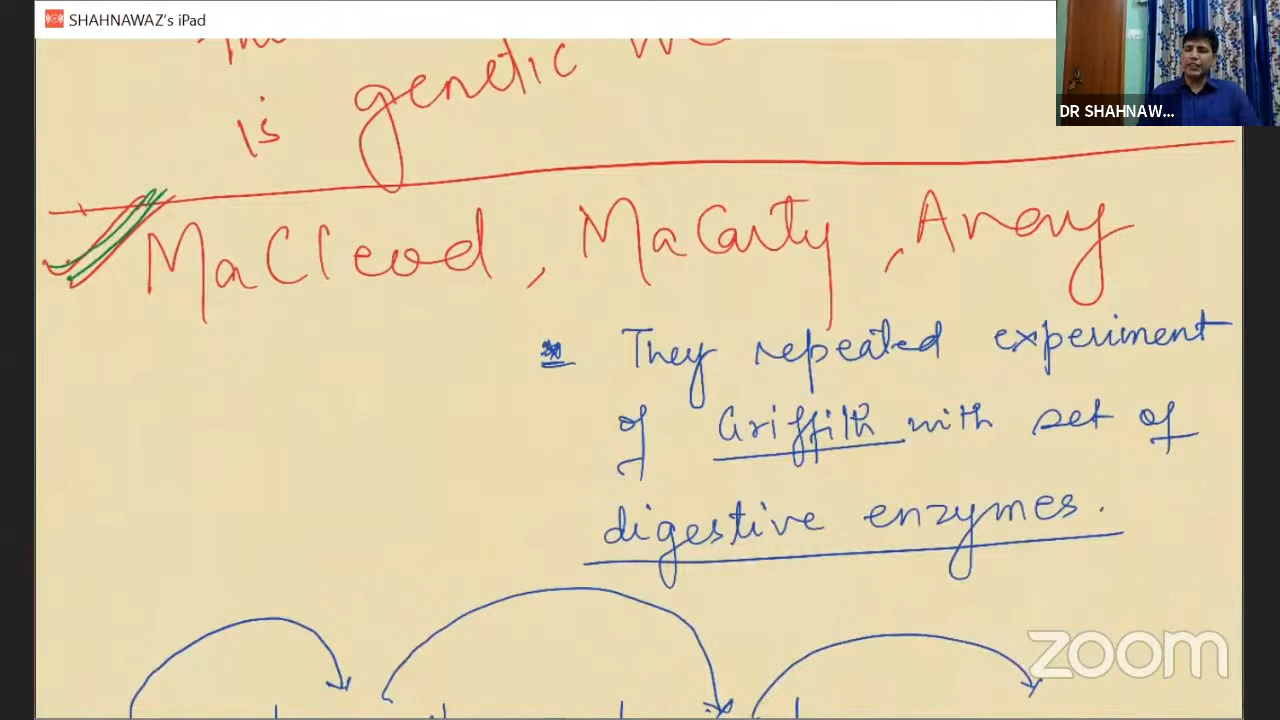 SHAHNAWAZ's iPad
DR SHAHNAW...
is genetic
MaCleod, MaCarty, Avery
* They repeated experiment
of Griffith with set of
digestive enzymes.
zoom